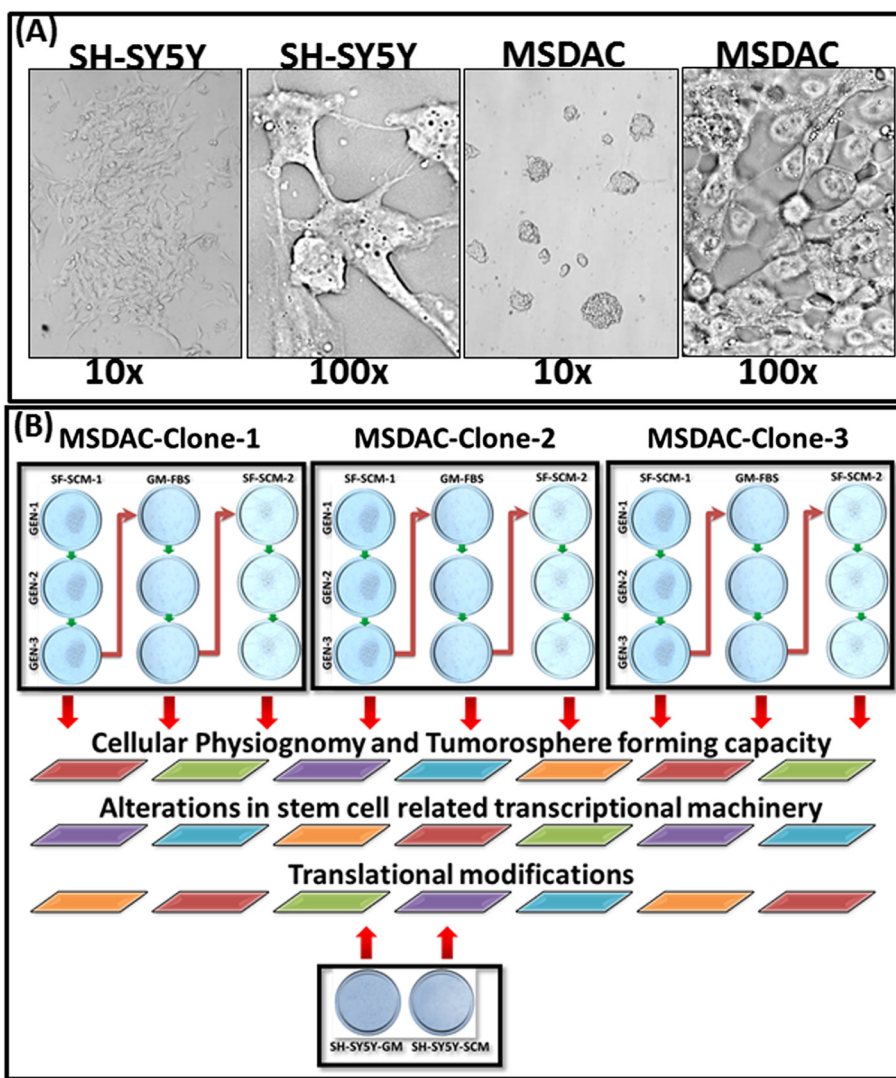 (A)
SH-SY5Y SH-SY5Y MSDAC MSDAC
10x 100x 10x 100x
(B)
MSDAC-Clone-1 MSDAC-Clone-2 MSDAC-Clone-3
SF-SCM-1 GM-FBS SF-SCM-2 SF-SCM-1 GM-FBS SF-SCM-2 SF-SCM-1 GM-FBS SF-SCM-2
GEN-1 GEN-1 GEN-1
GEN-2 GEN-2 GEN-2
GEN-3 GEN-3 GEN-3
Cellular Physiognomy and Tumorosphere forming capacity
Alterations in stem cell related transcriptional machinery
Translational modifications
SH-SY5Y-GM SH-SY5Y-SCM